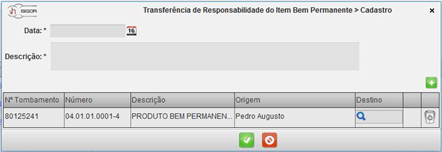 SIGOR Transferência de Responsabilidade do Item Bem Permanente > Cadastro ×
Data: * 16
Descrição: *
Nº Tombamento Número Descrição Origem Destino
80125241 04.01.01.0001-4 PRODUTO BEM PERMANEN... Pedro Augusto